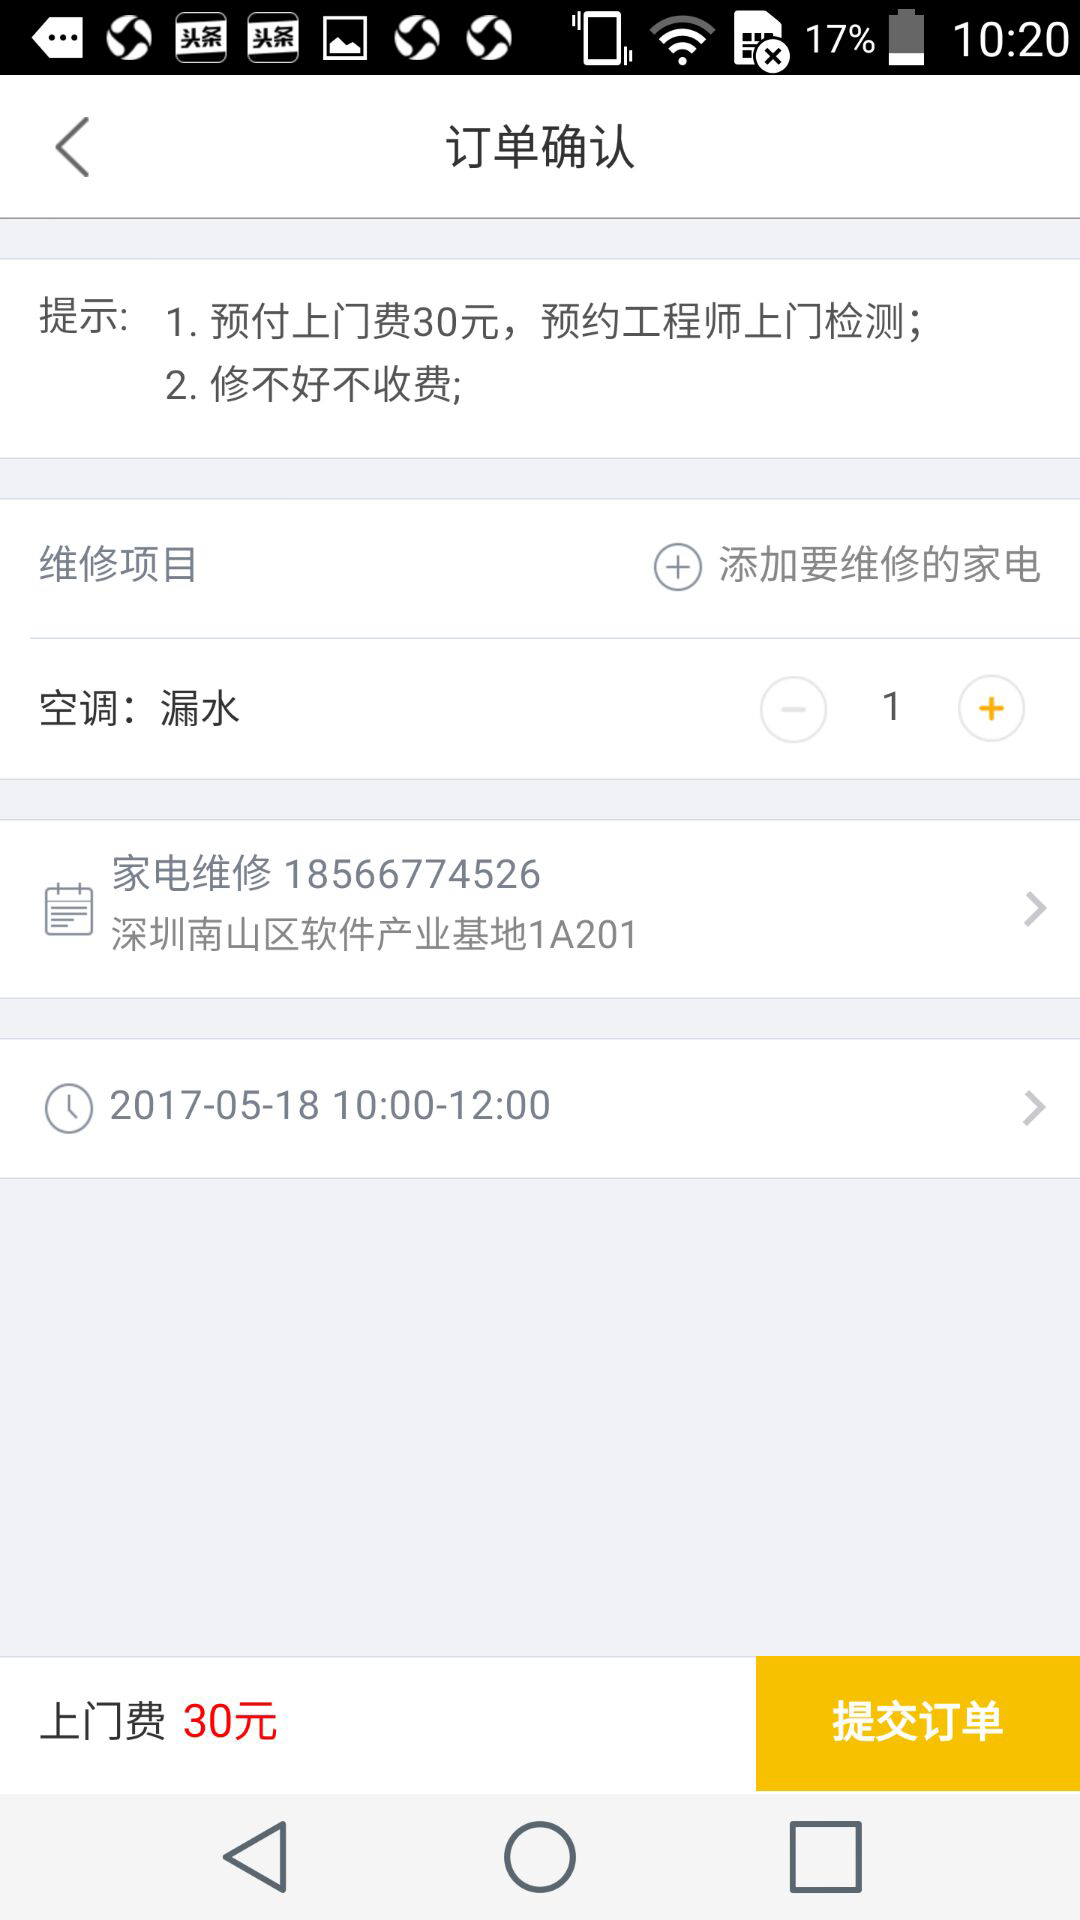 头条 头条 17% 10:20
订单确认
提示: 1. 预付上门费30元，预约工程师上门检测；
2. 修不好不收费;
维修项目 添加要维修的家电
空调：漏水 1
家电维修 18566774526
深圳南山区软件产业基地1A201
2017-05-18 10:00-12:00
上门费 30元 提交订单